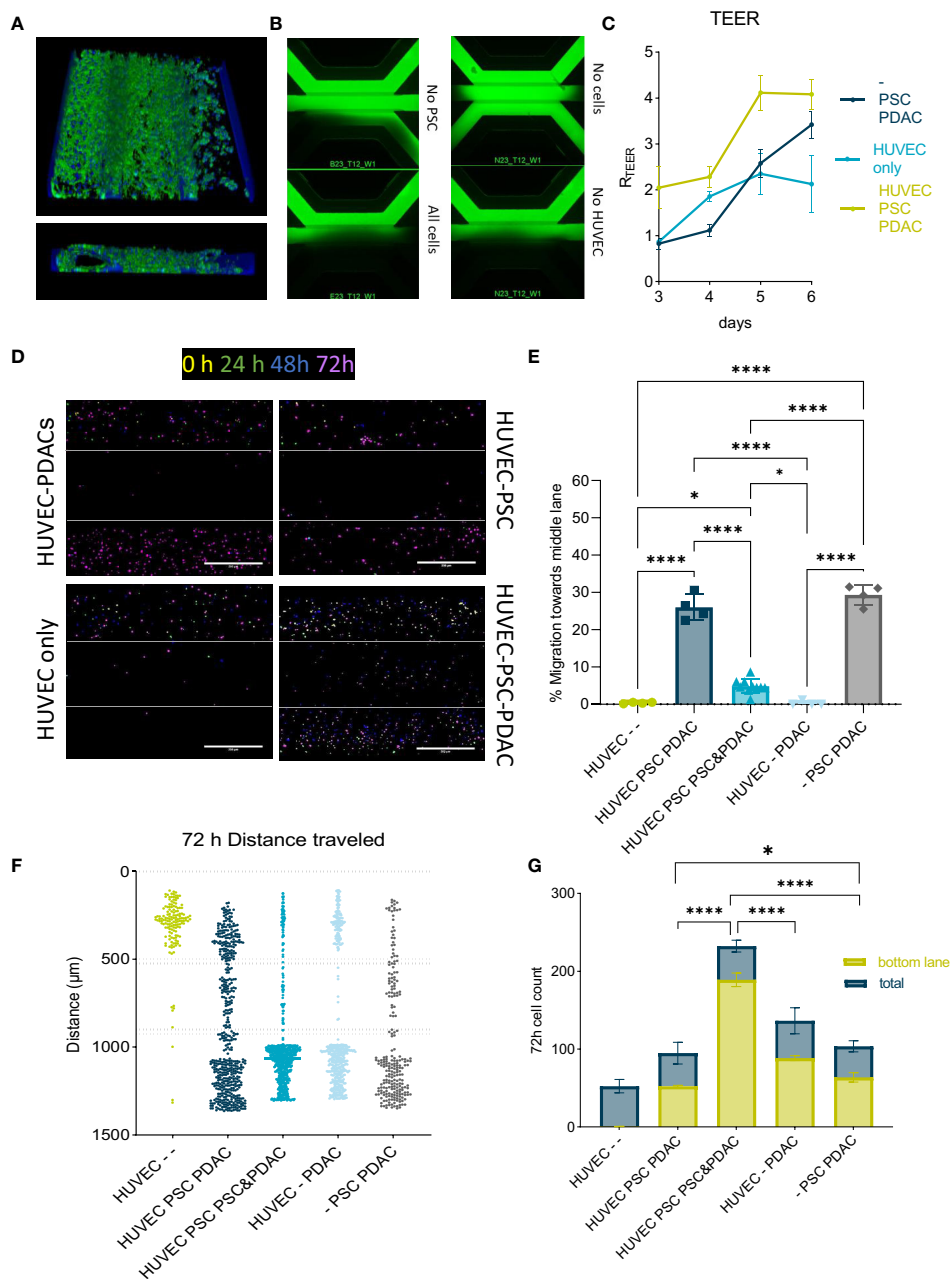 A
B
No PSC
B23_T12_W1
No cells
N23_T12_W1
All cells
E23_T12_W1
No HUVEC
N23_T12_W1
C
TEER
5
4
3
2
1
0
R_TEER
3 4 5 6
days
-
PSC
PDAC
HUVEC
only
HUVEC
PSC
PDAC
D
0 h 24 h 48h 72h
HUVEC-PDACs
HUVEC-PSC
HUVEC only
HUVEC-PSC-PDAC
E
% Migration towards middle lane
60
50
40
30
20
10
0
****
****
****
*
*
****
****
****
HUVEC - -
HUVEC PSC PDAC
HUVEC PSC PSC&PDAC
HUVEC - PDAC
- PSC PDAC
F
72 h Distance traveled
Distance (µm)
0
500
1000
1500
HUVEC - -
HUVEC PSC PDAC
HUVEC PSC PSC&PDAC
HUVEC - PDAC
- PSC PDAC
G
72h cell count
300
200
100
0
*
****
**** ****
bottom lane
total
HUVEC - -
HUVEC PSC PDAC
HUVEC PSC PSC&PDAC
HUVEC - PDAC
- PSC PDAC